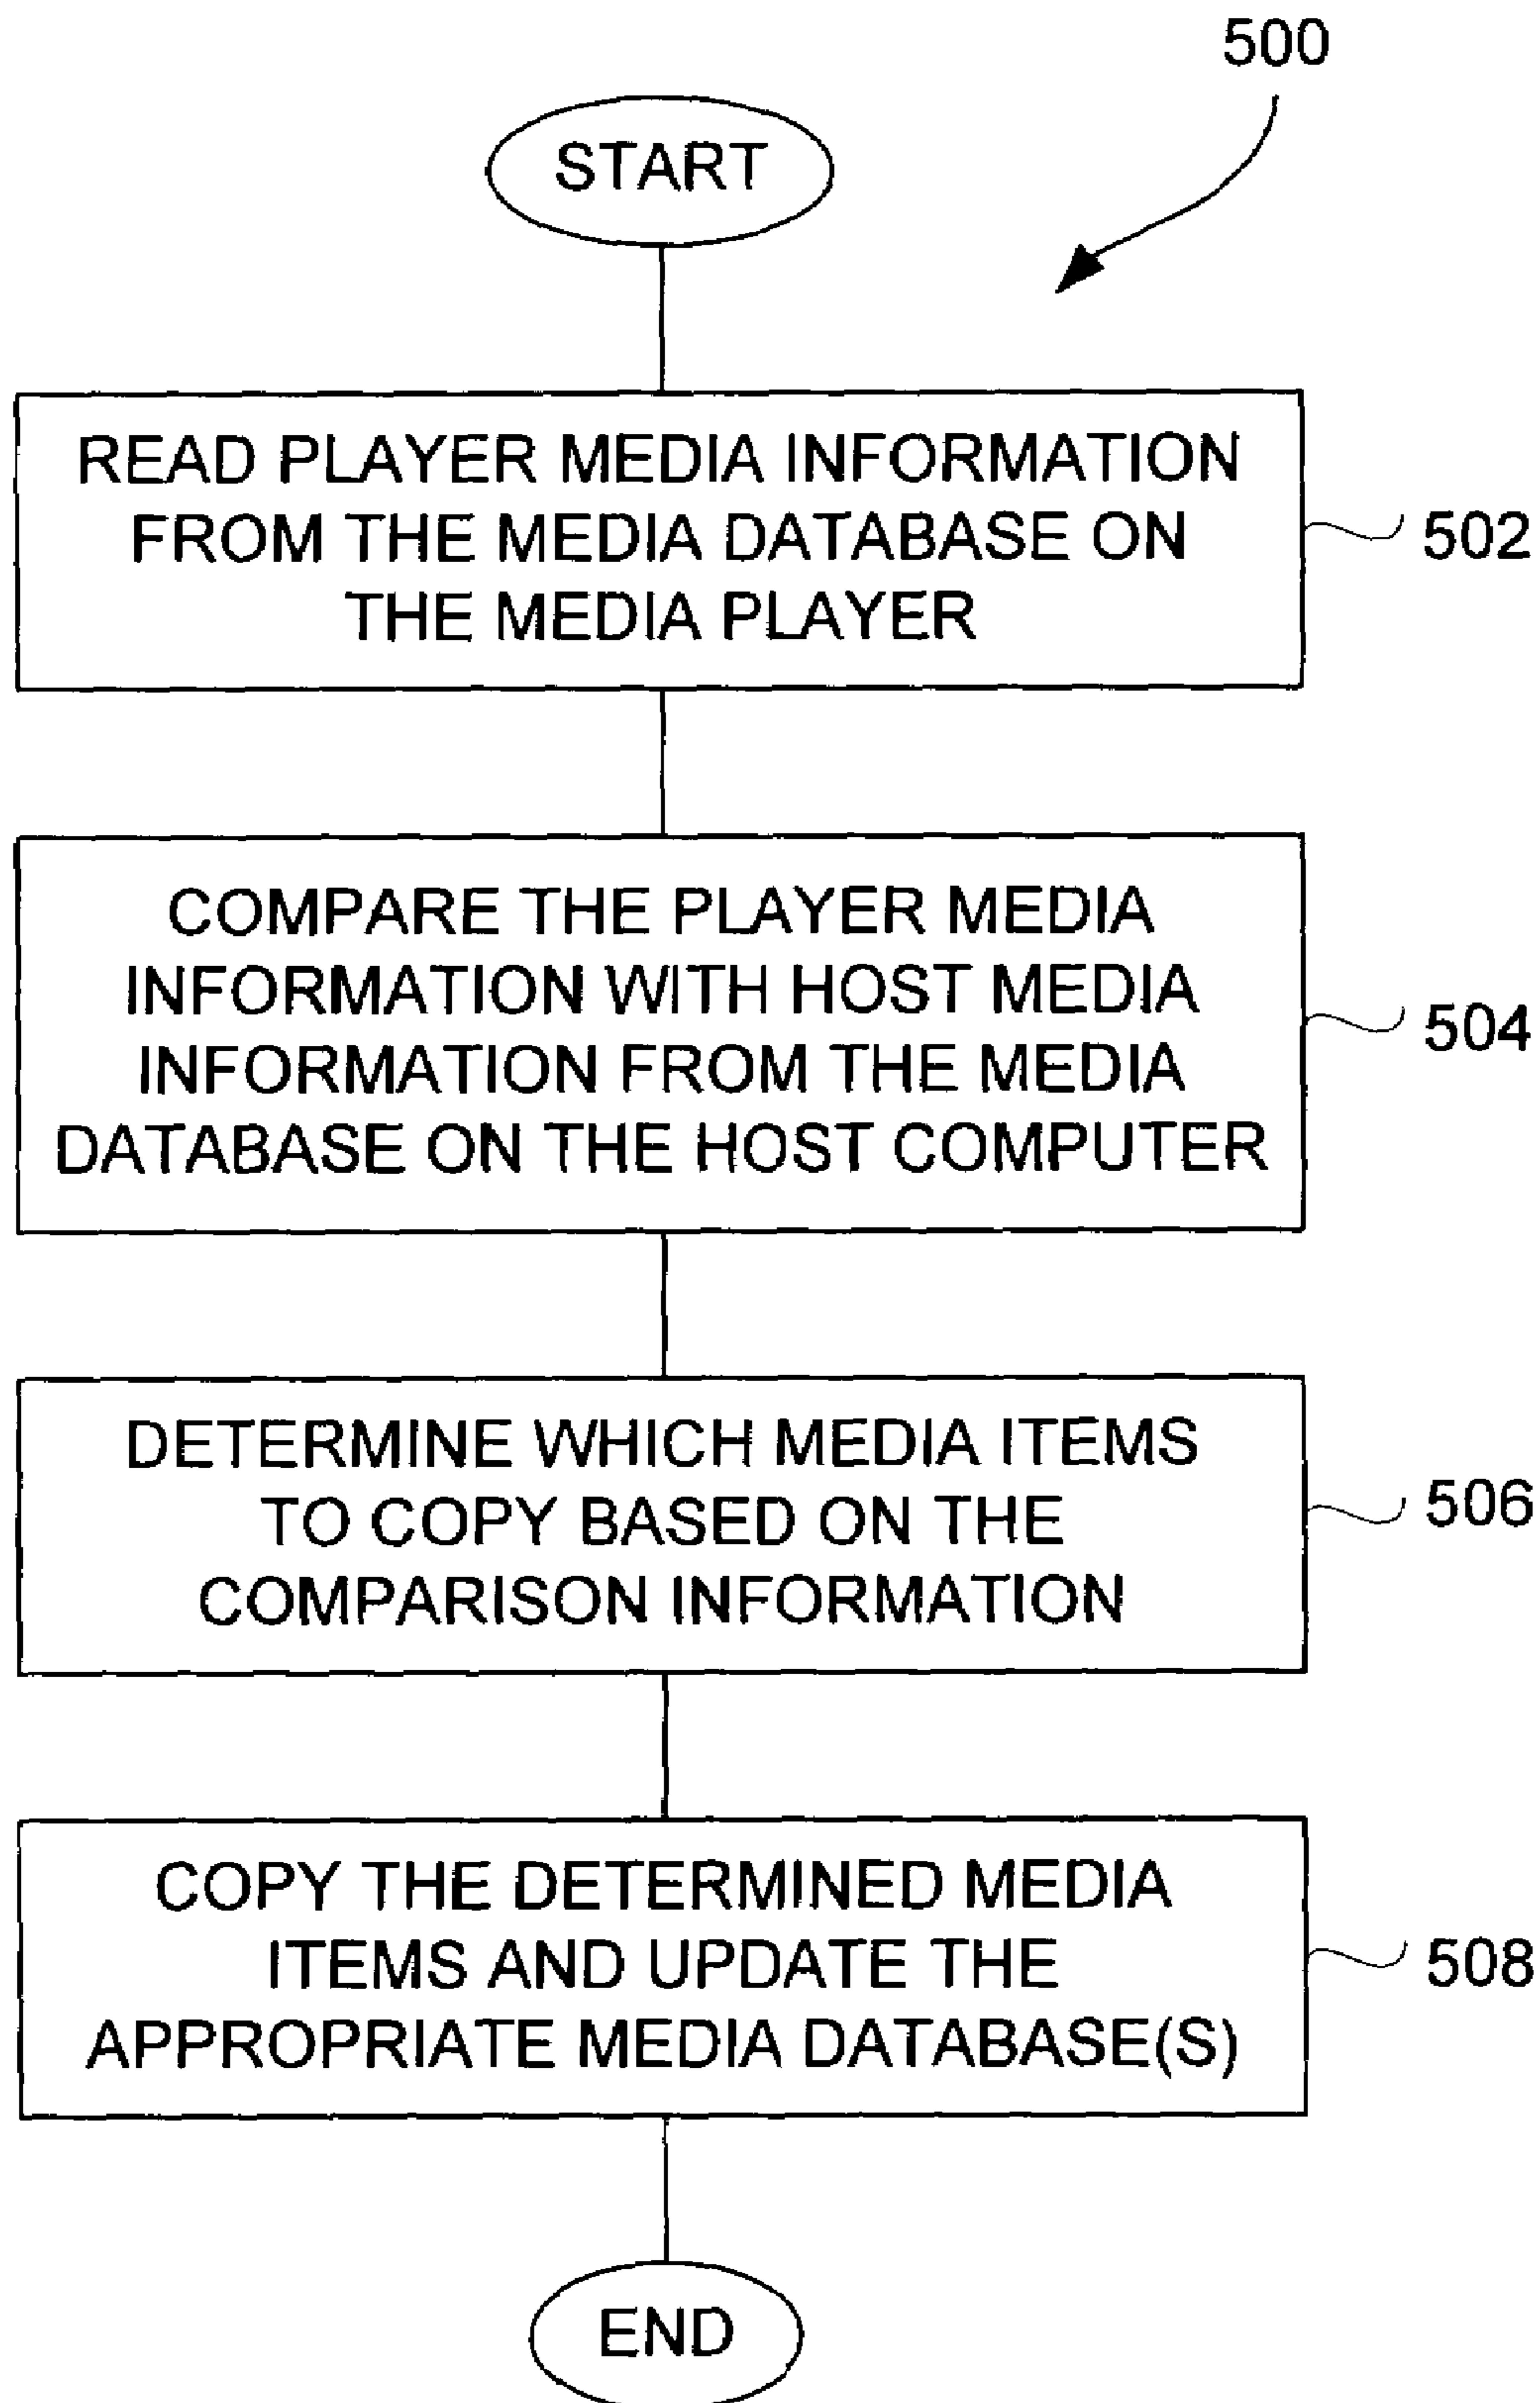 500
START
READ PLAYER MEDIA INFORMATION
FROM THE MEDIA DATABASE ON
THE MEDIA PLAYER
502
COMPARE THE PLAYER MEDIA
INFORMATION WITH HOST MEDIA
INFORMATION FROM THE MEDIA
DATABASE ON THE HOST COMPUTER
504
DETERMINE WHICH MEDIA ITEMS
TO COPY BASED ON THE
COMPARISON INFORMATION
506
COPY THE DETERMINED MEDIA
ITEMS AND UPDATE THE
APPROPRIATE MEDIA DATABASE(S)
508
END